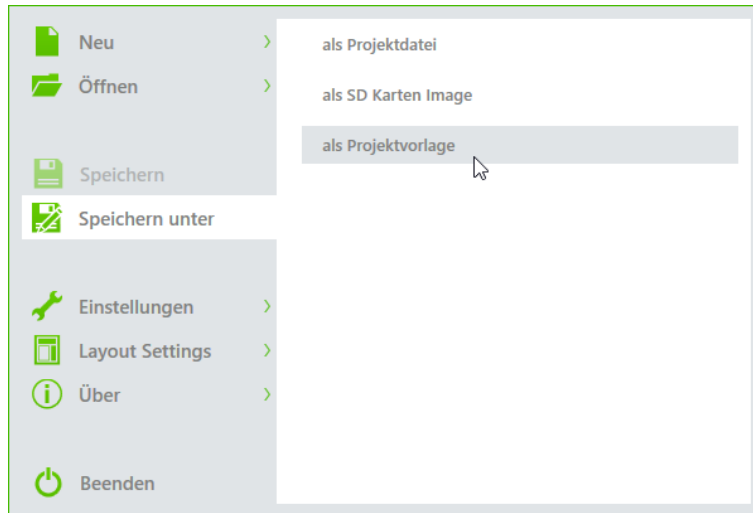 Neu
Öffnen
Speichern
Speichern unter
Einstellungen
Layout Settings
Über
Beenden
als Projektdatei
als SD Karten Image
als Projektvorlage